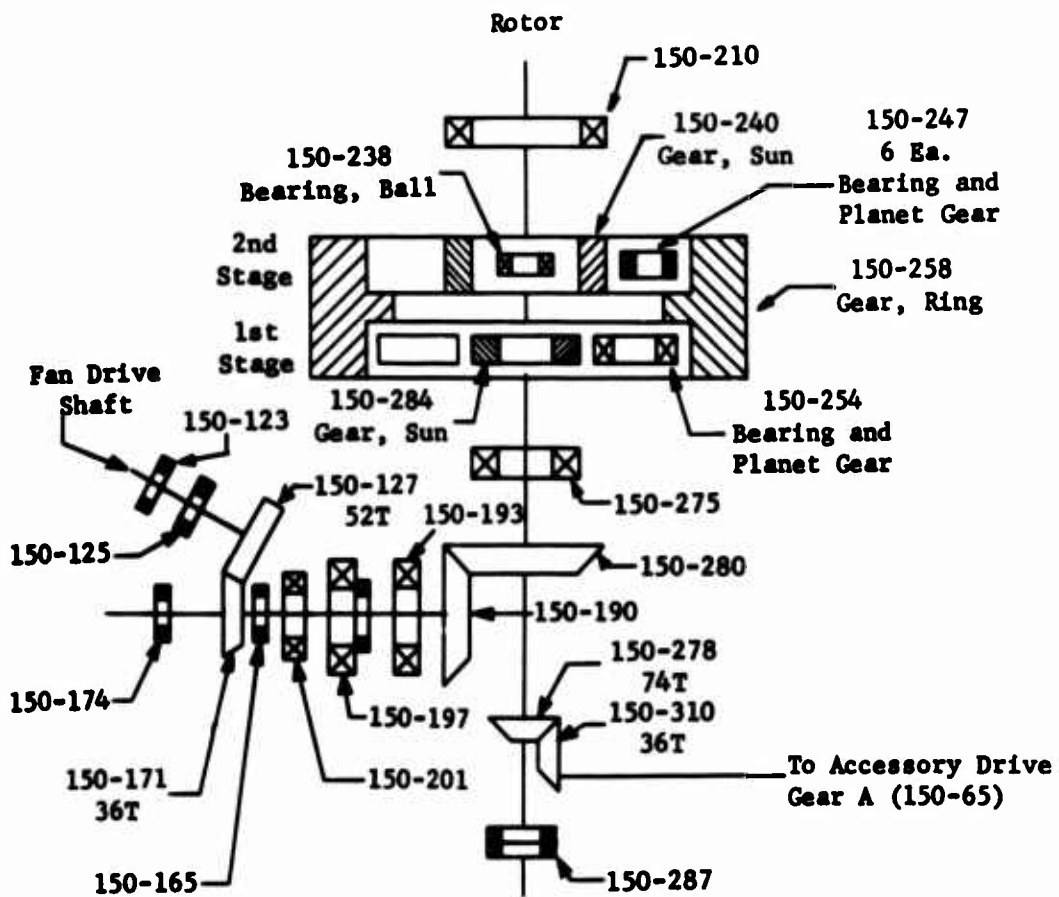 Rotor
150-210
150-240
Gear, Sun
150-247
6 Ea.
Bearing and
Planet Gear
150-238
Bearing, Ball
2nd
Stage
150-258
Gear, Ring
1st
Stage
Fan Drive
Shaft
150-123
150-284
Gear, Sun
150-254
Bearing and
Planet Gear
150-127
52T
150-193
150-275
150-125
150-280
150-190
150-278
74T
150-174
150-197
150-310
36T
150-171
36T
150-201
To Accessory Drive
Gear A (150-65)
150-165
150-287